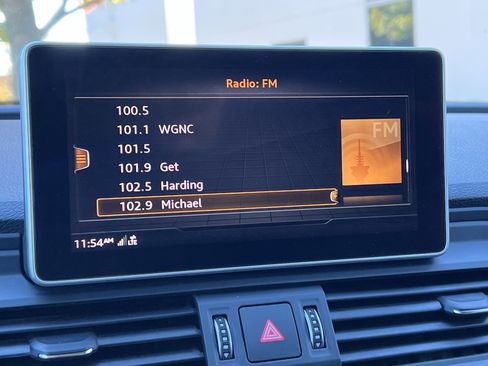 Radio: FM
100.5
101.1 WGNC
101.5
101.9 Get
102.5 Harding
102.9 Michael
FM
11:54AM LTE